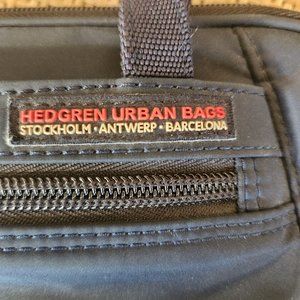 HEDGREN URBAN BAGS
STOCKHOLM • ANTWERP • BARCELONA